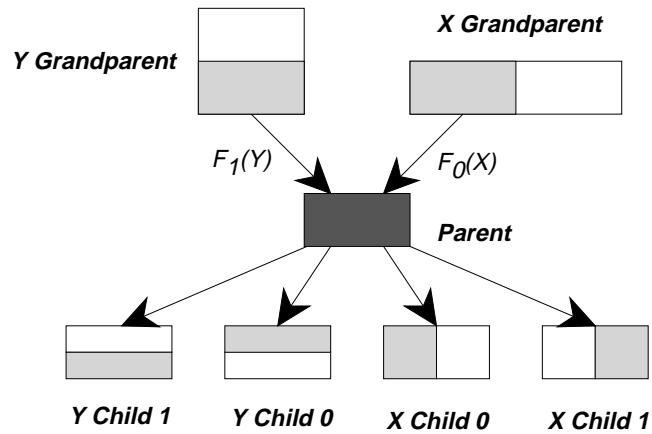 X Grandparent
Y Grandparent
F1(Y)
F0(X)
Parent
Y Child 1
Y Child 0
X Child 0
X Child 1